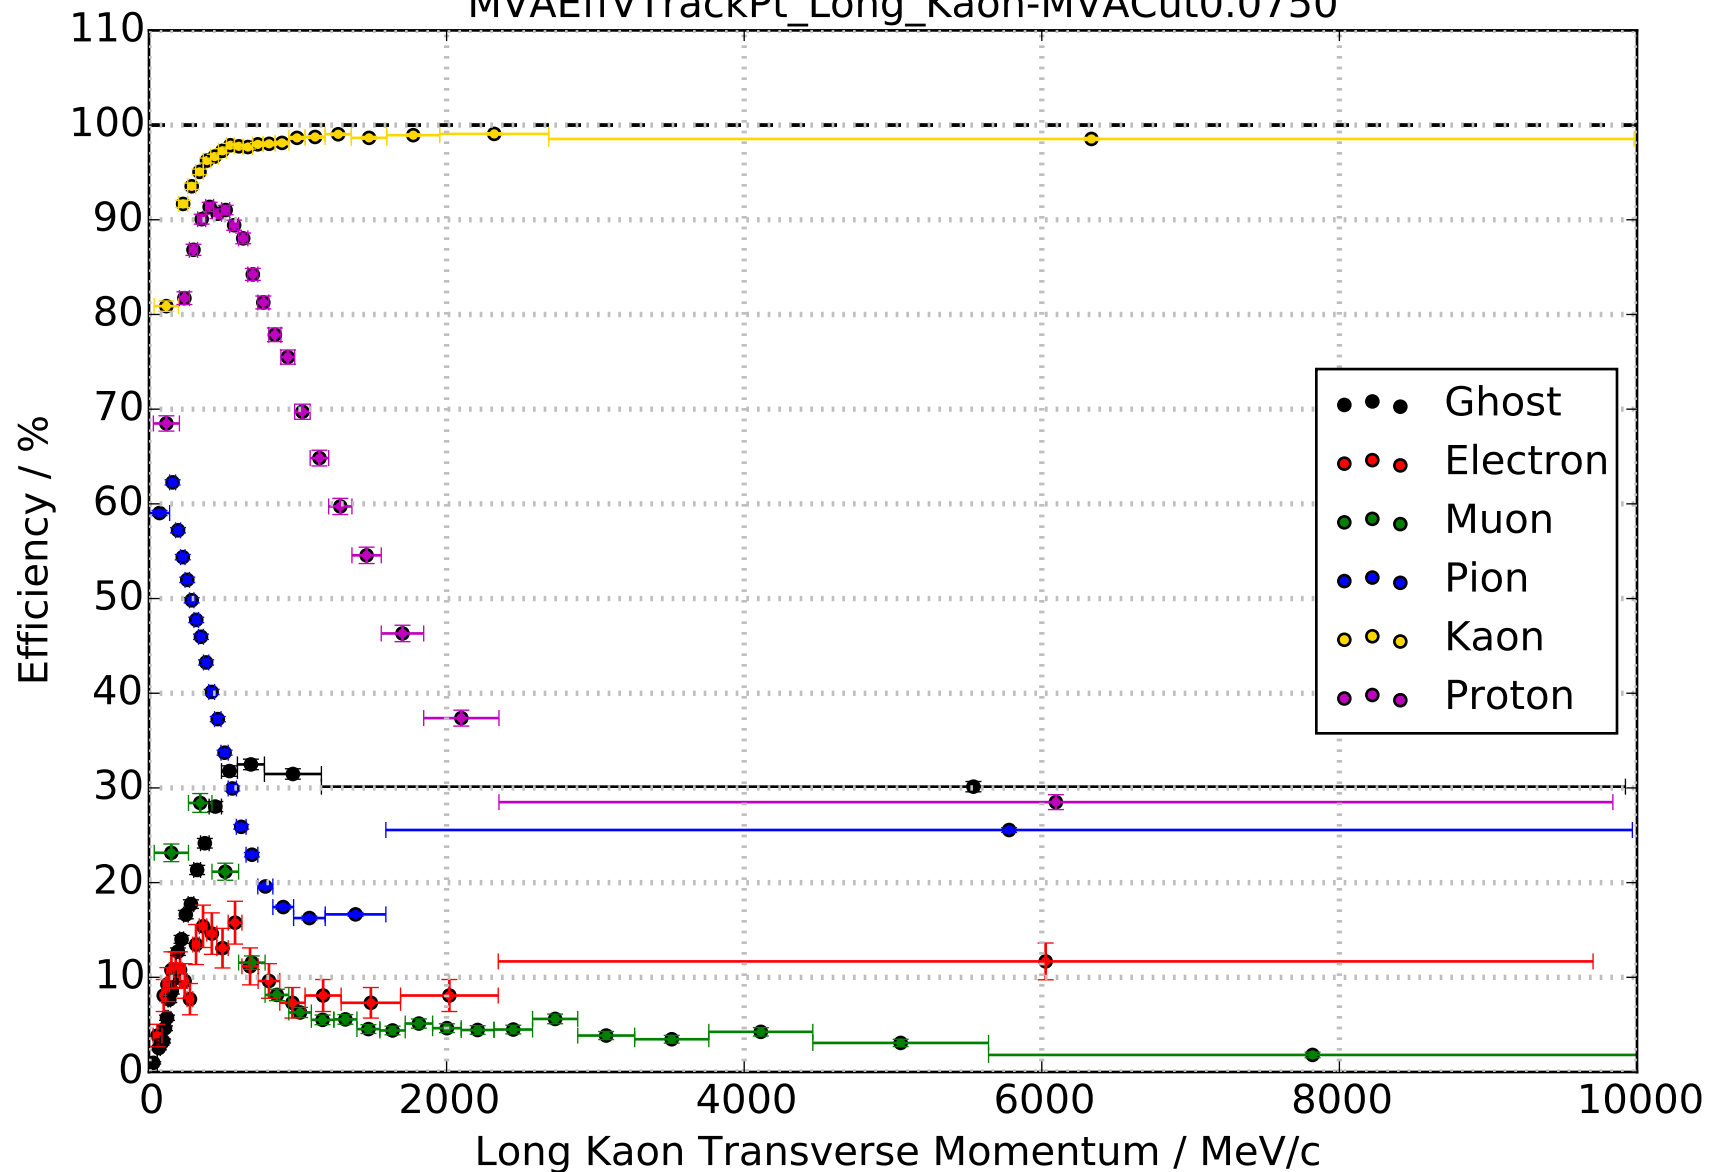 MVAEffVTrackPt_Long_Kaon-MVACut0.0750
110
100
90
80
70
60
50
40
30
20
10
0
Efficiency / %
Ghost
Electron
Muon
Pion
Kaon
Proton
0 2000 4000 6000 8000 10000
Long Kaon Transverse Momentum / MeV/c